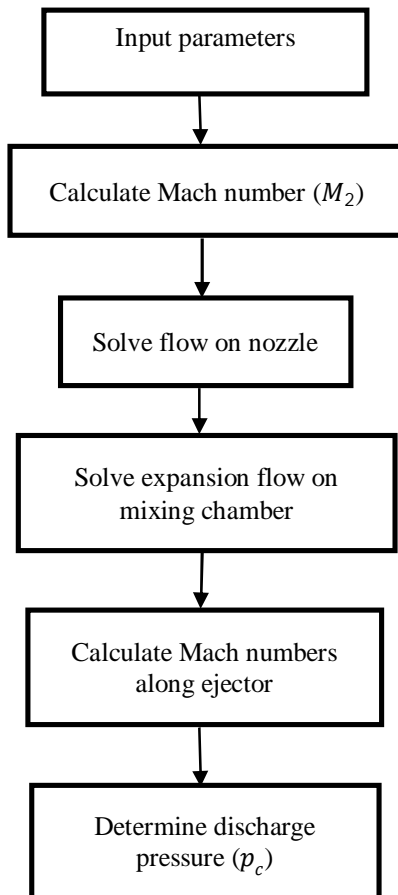 Input parameters
Calculate Mach number (M₂)
Solve flow on nozzle
Solve expansion flow on
mixing chamber
Calculate Mach numbers
along ejector
Determine discharge
pressure (p_c)